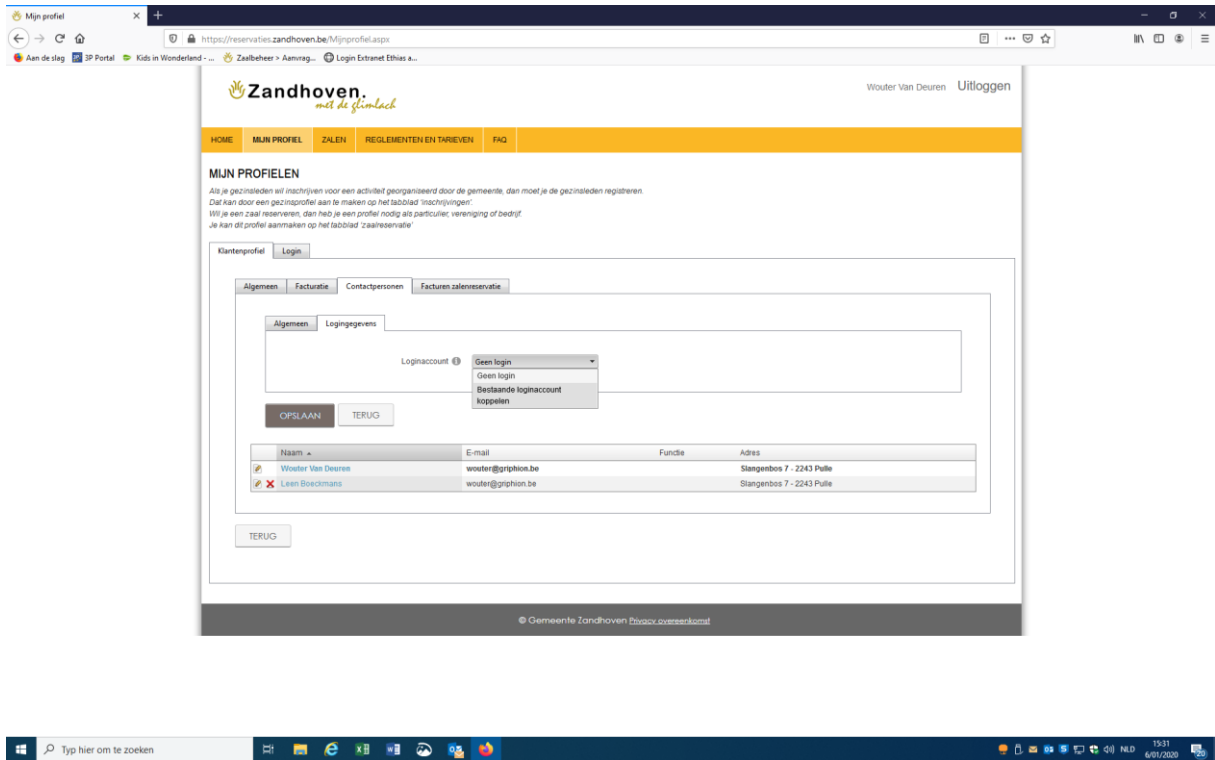 Mijn profiel
https://reservaties.zandhoven.be/Mijnprofiel.aspx
Aan de slag 3P Portal Kids in Wonderland - ... Zaalbeheer > Aanvrag... Login Extranet Ethias a...
Zandhoven.
met de glimlach
Wouter Van Deuren Uitloggen
HOME MIJN PROFIEL ZALEN REGLEMENTEN EN TARIEVEN FAQ
MIJN PROFIELEN
Als je gezinsleden wil inschrijven voor een activiteit georganiseerd door de gemeente, dan moet je de gezinsleden registreren.
Dat kan door een gezinsprofiel aan te maken op het tabblad 'inschrijvingen'.
Wil je een zaal reserveren, dan heb je een profiel nodig als particulier, vereniging of bedrijf.
Je kan dit profiel aanmaken op het tabblad 'zaalreservatie'
Klantenprofiel Login
Algemeen Facturatie Contactpersonen Facturen zalenreservatie
Algemeen Logingegevens
Loginaccount Geen login
Geen login
Bestaande loginaccount
koppelen
OPSLAAN TERUG
Naam E-mail Functie Adres
Wouter Van Deuren wouter@griphion.be Slangenbos 7 - 2243 Pulle
Leen Boeckmans wouter@griphion.be Slangenbos 7 - 2243 Pulle
TERUG
© Gemeente Zandhoven Privacy overeenkomst
Typ hier om te zoeken
NLD
15:31
6/01/2020
20